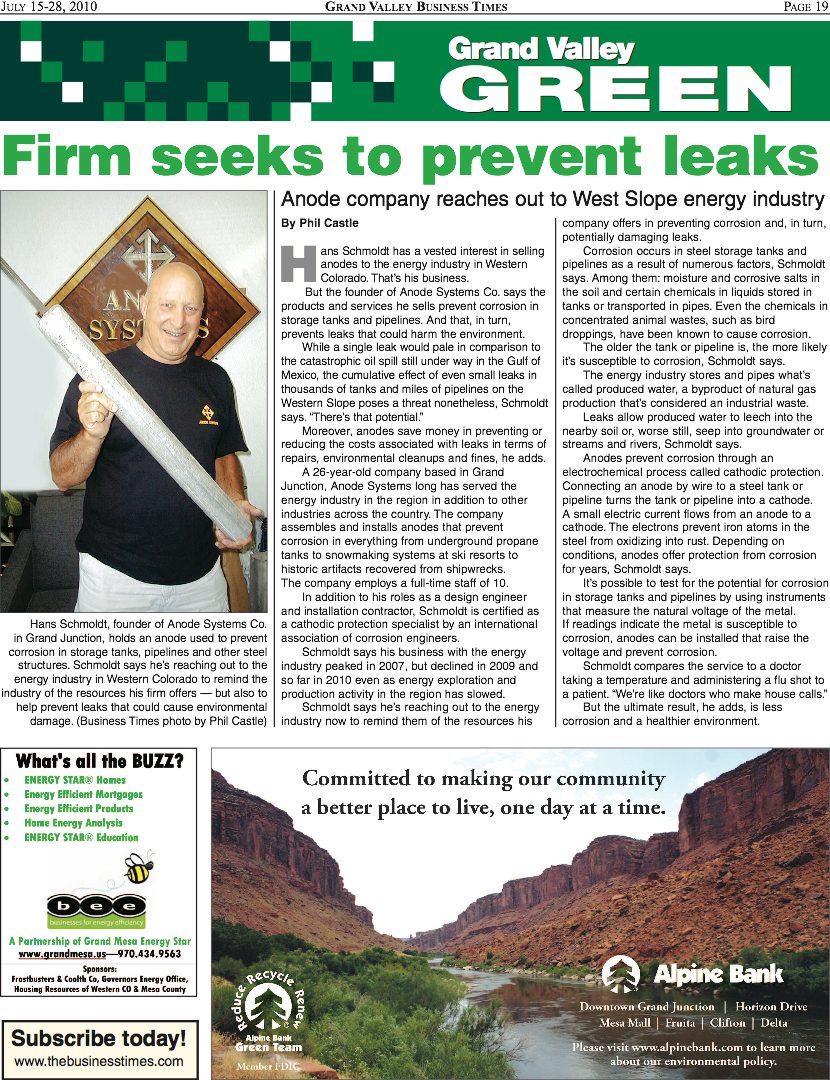 JULY 15-28, 2010
GRAND VALLEY BUSINESS TIMES
PAGE 19
Grand Valley
GREEN
Firm seeks to prevent leaks
Anode company reaches out to West Slope energy industry
ANODE
SYSTEMS
ANODE SYSTEMS
Hans Schmoldt, founder of Anode Systems Co.
in Grand Junction, holds an anode used to prevent
corrosion in storage tanks, pipelines and other steel
structures. Schmoldt says he's reaching out to the
energy industry in Western Colorado to remind the
industry of the resources his firm offers — but also to
help prevent leaks that could cause environmental
damage. (Business Times photo by Phil Castle)
By Phil Castle
Hans Schmoldt has a vested interest in selling
anodes to the energy industry in Western
Colorado. That's his business.
But the founder of Anode Systems Co. says the
products and services he sells prevent corrosion in
storage tanks and pipelines. And that, in turn,
prevents leaks that could harm the environment.
While a single leak would pale in comparison to
the catastrophic oil spill still under way in the Gulf of
Mexico, the cumulative effect of even small leaks in
thousands of tanks and miles of pipelines on the
Western Slope poses a threat nonetheless, Schmoldt
says. "There's that potential."
Moreover, anodes save money in preventing or
reducing the costs associated with leaks in terms of
repairs, environmental cleanups and fines, he adds.
A 26-year-old company based in Grand
Junction, Anode Systems long has served the
energy industry in the region in addition to other
industries across the country. The company
assembles and installs anodes that prevent
corrosion in everything from underground propane
tanks to snowmaking systems at ski resorts to
historic artifacts recovered from shipwrecks.
The company employs a full-time staff of 10.
In addition to his roles as a design engineer
and installation contractor, Schmoldt is certified as
a cathodic protection specialist by an international
association of corrosion engineers.
Schmoldt says his business with the energy
industry peaked in 2007, but declined in 2009 and
so far in 2010 even as energy exploration and
production activity in the region has slowed.
Schmoldt says he's reaching out to the energy
industry now to remind them of the resources his
company offers in preventing corrosion and, in turn,
potentially damaging leaks.
Corrosion occurs in steel storage tanks and
pipelines as a result of numerous factors, Schmoldt
says. Among them: moisture and corrosive salts in
the soil and certain chemicals in liquids stored in
tanks or transported in pipes. Even the chemicals in
concentrated animal wastes, such as bird
droppings, have been known to cause corrosion.
The older the tank or pipeline is, the more likely
it's susceptible to corrosion, Schmoldt says.
The energy industry stores and pipes what's
called produced water, a byproduct of natural gas
production that's considered an industrial waste.
Leaks allow produced water to leech into the
nearby soil or, worse still, seep into groundwater or
streams and rivers, Schmoldt says.
Anodes prevent corrosion through an
electrochemical process called cathodic protection.
Connecting an anode by wire to a steel tank or
pipeline turns the tank or pipeline into a cathode.
A small electric current flows from an anode to a
cathode. The electrons prevent iron atoms in the
steel from oxidizing into rust. Depending on
conditions, anodes offer protection from corrosion
for years, Schmoldt says.
It's possible to test for the potential for corrosion
in storage tanks and pipelines by using instruments
that measure the natural voltage of the metal.
If readings indicate the metal is susceptible to
corrosion, anodes can be installed that raise the
voltage and prevent corrosion.
Schmoldt compares the service to a doctor
taking a temperature and administering a flu shot to
a patient. "We're like doctors who make house calls."
But the ultimate result, he adds, is less
corrosion and a healthier environment.
What's all the BUZZ?
• ENERGY STAR® Homes
• Energy Efficient Mortgages
• Energy Efficient Products
• Home Energy Analysis
• ENERGY STAR® Education
bee
businesses for energy efficiency
A Partnership of Grand Mesa Energy Star
www.grandmesa.us—970.434.9563
Sponsors:
Frostbusters & Coolth Co, Governors Energy Office,
Housing Resources of Western CO & Mesa County
Subscribe today!
www.thebusinesstimes.com
Committed to making our community
a better place to live, one day at a time.
Reduce Recycle Renew
Alpine Bank
Green Team
Member FDIC
Alpine Bank
Downtown Grand Junction | Horizon Drive
Mesa Mall | Fruita | Clifton | Delta
Please visit www.alpinebank.com to learn more
about our environmental policy.